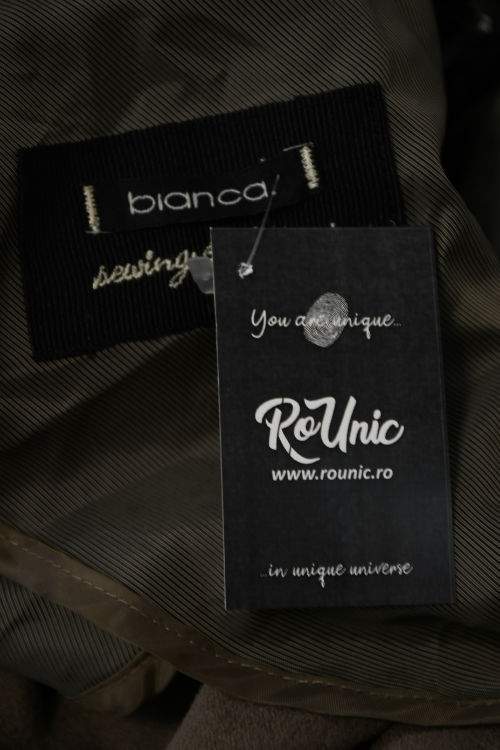 bianca.
You are unique...
RoUnic
www.rounic.ro
...in unique universe